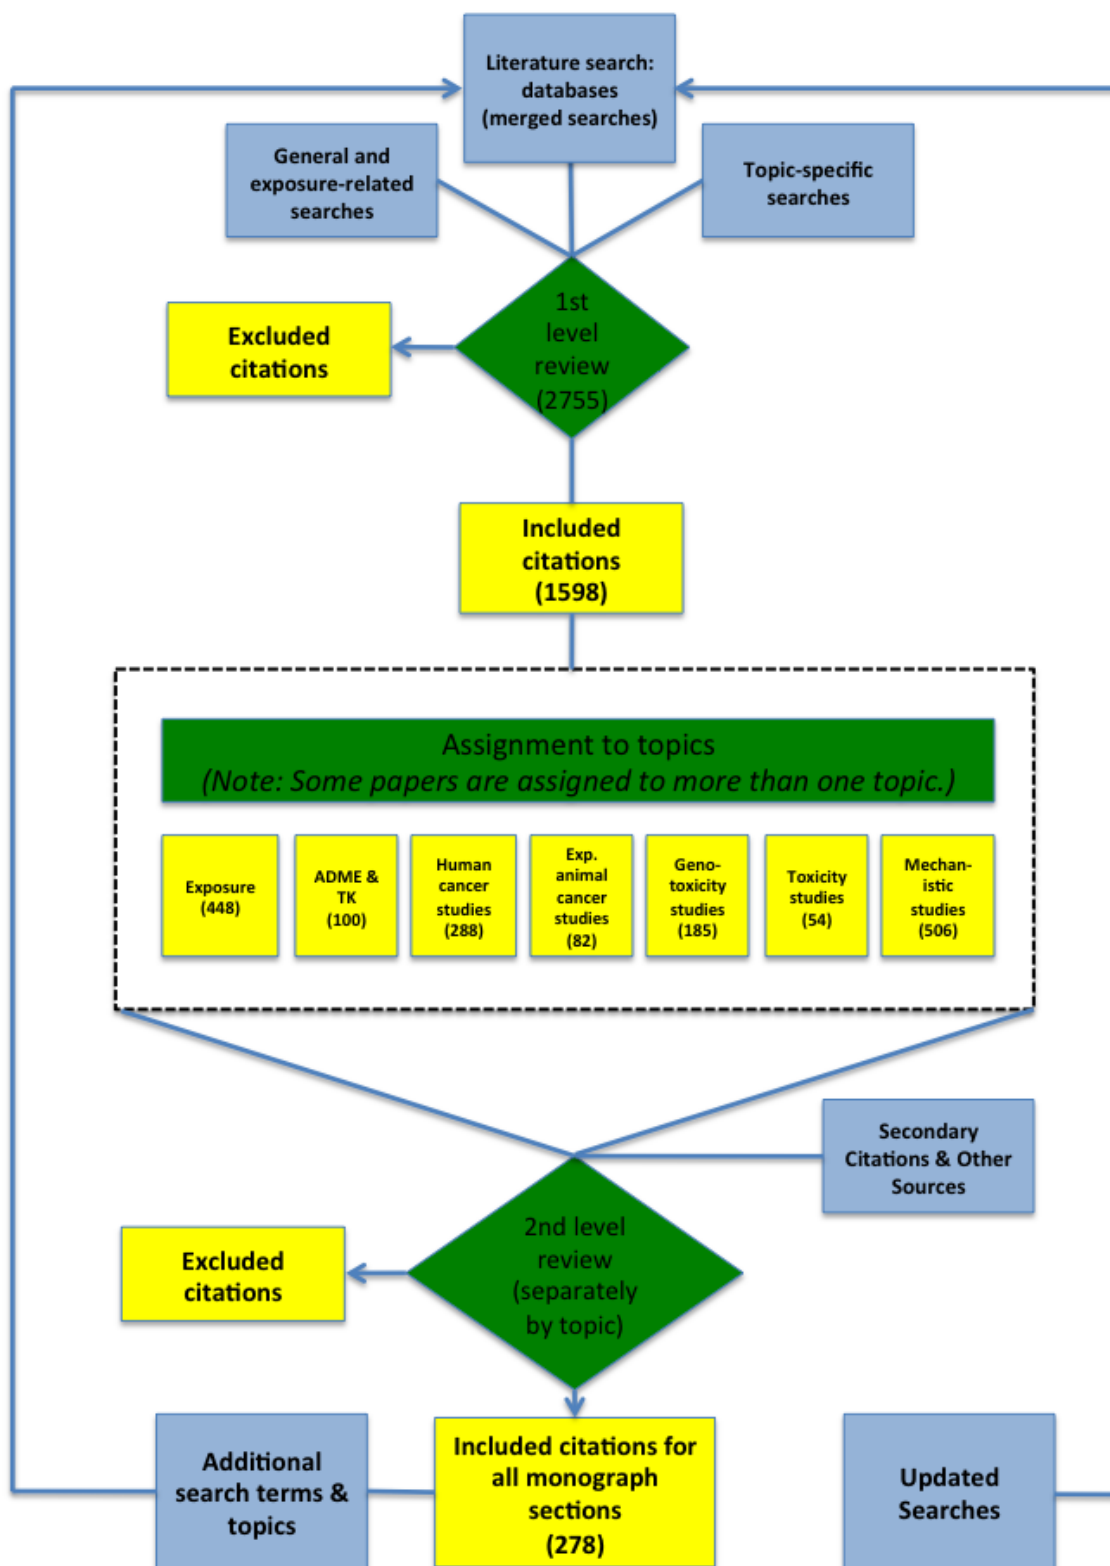 Literature search:
databases
(merged searches)
General and
exposure-related
searches
Topic-specific
searches
1st
level
review
(2755)
Excluded
citations
Included
citations
(1598)
Assignment to topics
(Note: Some papers are assigned to more than one topic.)
Exposure
(448)
ADME &
TK
(100)
Human
cancer
studies
(288)
Exp.
animal
cancer
studies
(82)
Geno-
toxicity
studies
(185)
Toxicity
studies
(54)
Mechan-
istic
studies
(506)
Secondary
Citations & Other
Sources
2nd level
review
(separately
by topic)
Excluded
citations
Additional
search terms &
topics
Included citations for
all monograph
sections
(278)
Updated
Searches